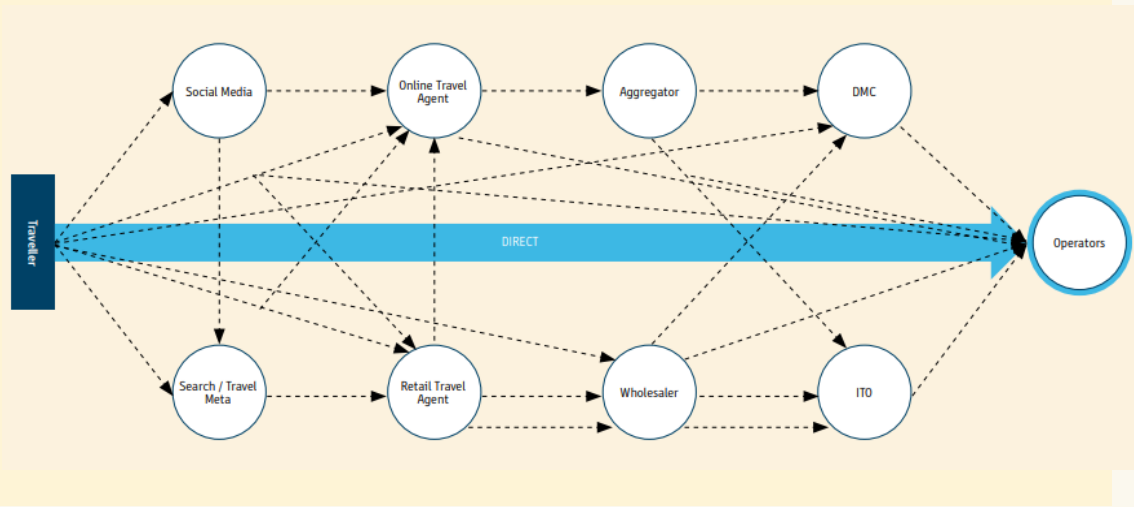 Social Media
Online Travel
Agent
Aggregator
DMC
Traveller
DIRECT
Operators
Search / Travel
Meta
Retail Travel
Agent
Wholesaler
ITO